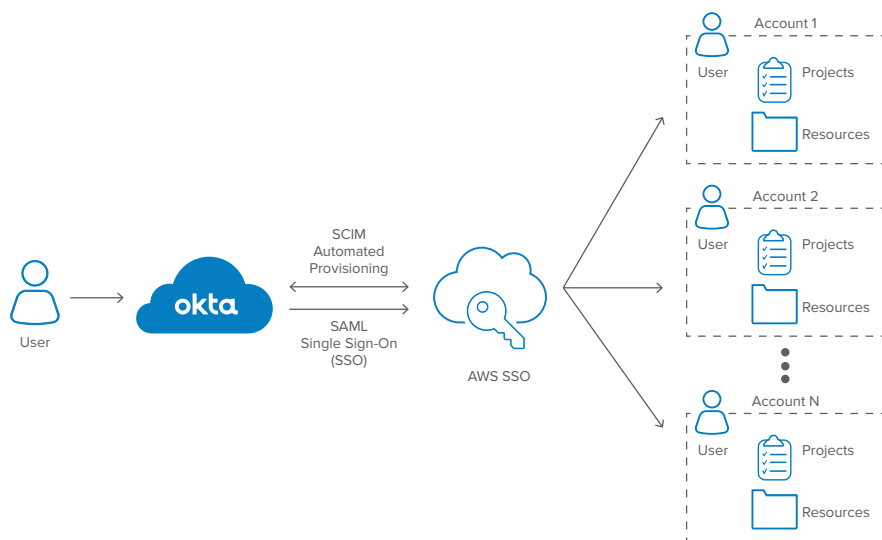 User
okta
SCIM
Automated
Provisioning
SAML
Single Sign-On
(SSO)
AWS SSO
Account 1
User
Projects
Resources
Account 2
User
Projects
Resources
Account N
User
Projects
Resources